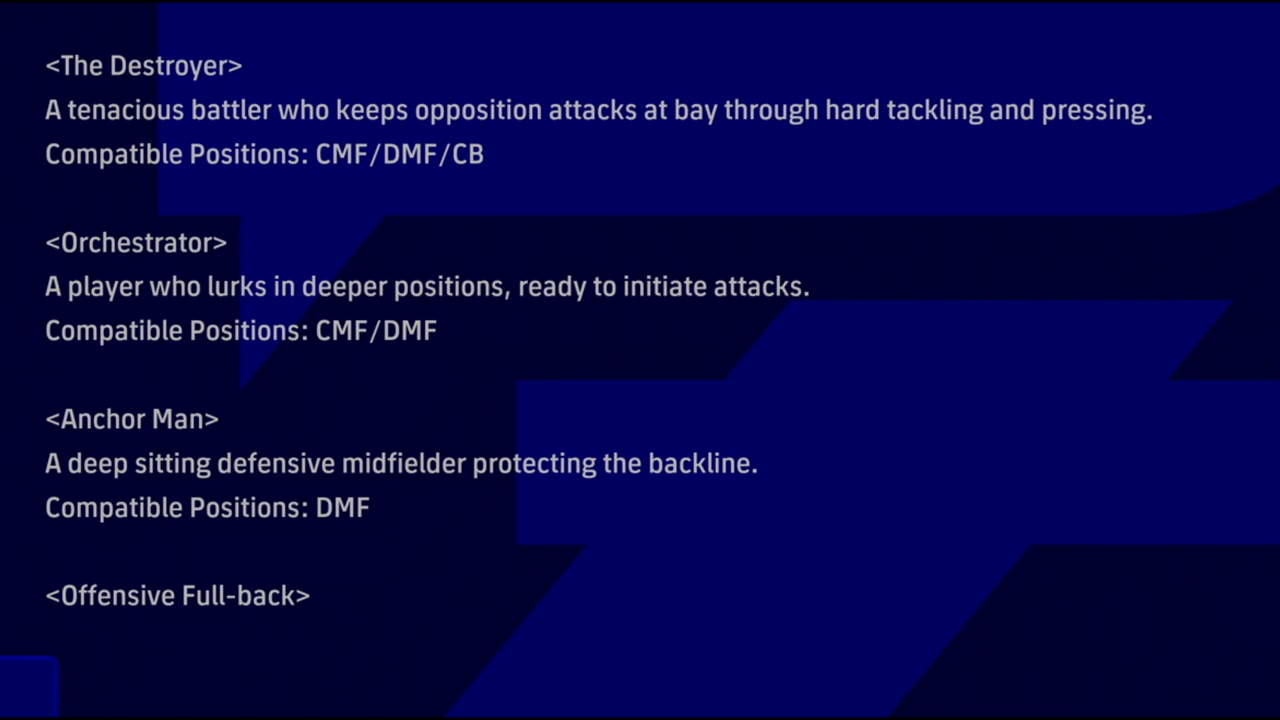 <The Destroyer>
A tenacious battler who keeps opposition attacks at bay through hard tackling and pressing.
Compatible Positions: CMF/DMF/CB
<Orchestrator>
A player who lurks in deeper positions, ready to initiate attacks.
Compatible Positions: CMF/DMF
<Anchor Man>
A deep sitting defensive midfielder protecting the backline.
Compatible Positions: DMF
<Offensive Full-back>